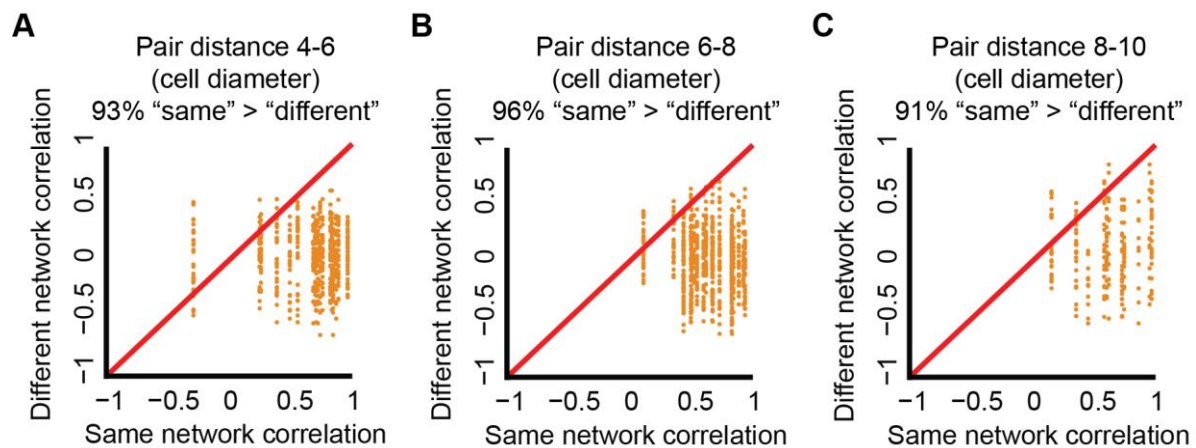 A
Pair distance 4-6
(cell diameter)
93% “same” > “different”
Different network correlation
1
0.5
0
−0.5
−1
−1
−0.5
0
0.5
1
Same network correlation
B
Pair distance 6-8
(cell diameter)
96% “same” > “different”
Different network correlation
1
0.5
0
−0.5
−1
−1
−0.5
0
0.5
1
Same network correlation
C
Pair distance 8-10
(cell diameter)
91% “same” > “different”
Different network correlation
1
0.5
0
−0.5
−1
−1
−0.5
0
0.5
1
Same network correlation